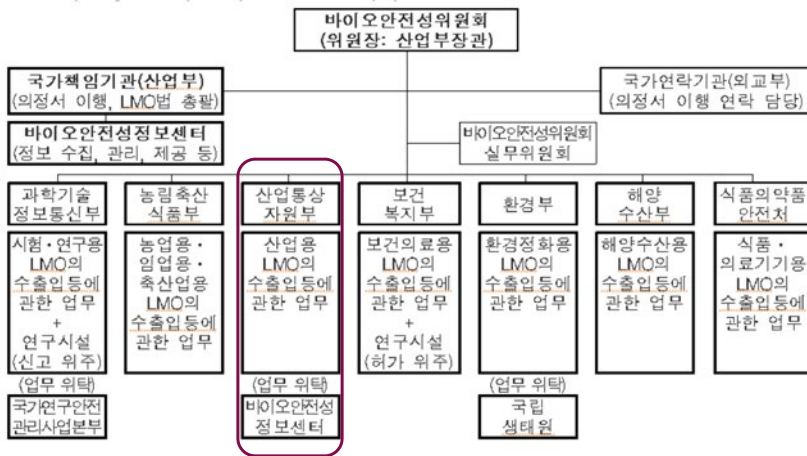 바이오안전성위원회
(위원장: 산업부장관)
국가책임기관(산업부)
(의정서 이행, LMO법 총괄)
국가연락기관(외교부)
(의정서 이행 연락 담당)
바이오안전성정보센터
(정보 수집, 관리, 제공 등)
바이오안전성위원회
실무위원회
과학기술
정보통신부
시험·연구용
LMO의
수출입등에
관한 업무
+
연구시설
(신고 위주)
(업무 위탁)
국가연구안전
관리사업본부
농림축산
식품부
농업용·
임업용·
축산업용
LMO의
수출입등에
관한 업무
산업통상
자원부
산업용
LMO의
수출입등에
관한 업무
(업무 위탁)
바이오안전성
정보센터
보건
복지부
보건의료용
LMO의
수출입등에
관한 업무
+
연구시설
(허가 위주)
환경부
환경정화용
LMO의
수출입등에
관한 업무
(업무 위탁)
국립
생태원
해양
수산부
해양수산용
LMO의
수출입등에
관한 업무
식품의약품
안전처
식품·
의료기기용
LMO의
수출입등에
관한 업무